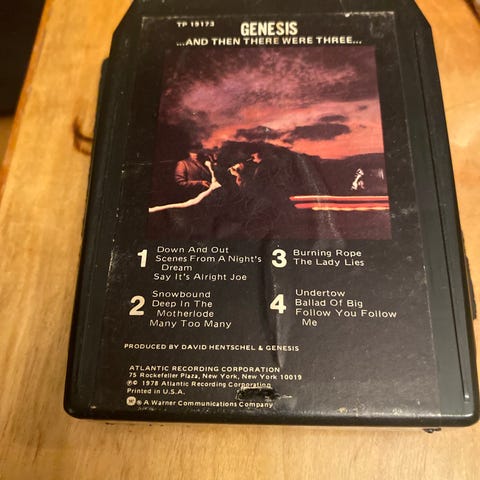 TP 19173
GENESIS
...AND THEN THERE WERE THREE...
1 Down And Out
Scenes From A Night's
Dream
Say It's Alright Joe
2 Snowbound
Deep In The
Motherlode
Many Too Many
3 Burning Rope
The Lady Lies
4 Undertow
Ballad Of Big
Follow You Follow
Me
PRODUCED BY DAVID HENTSCHEL & GENESIS
ATLANTIC RECORDING CORPORATION
75 Rockefeller Plaza, New York, New York 10019
℗© 1978 Atlantic Recording Corporation
Printed in U.S.A.
A Warner Communications Company